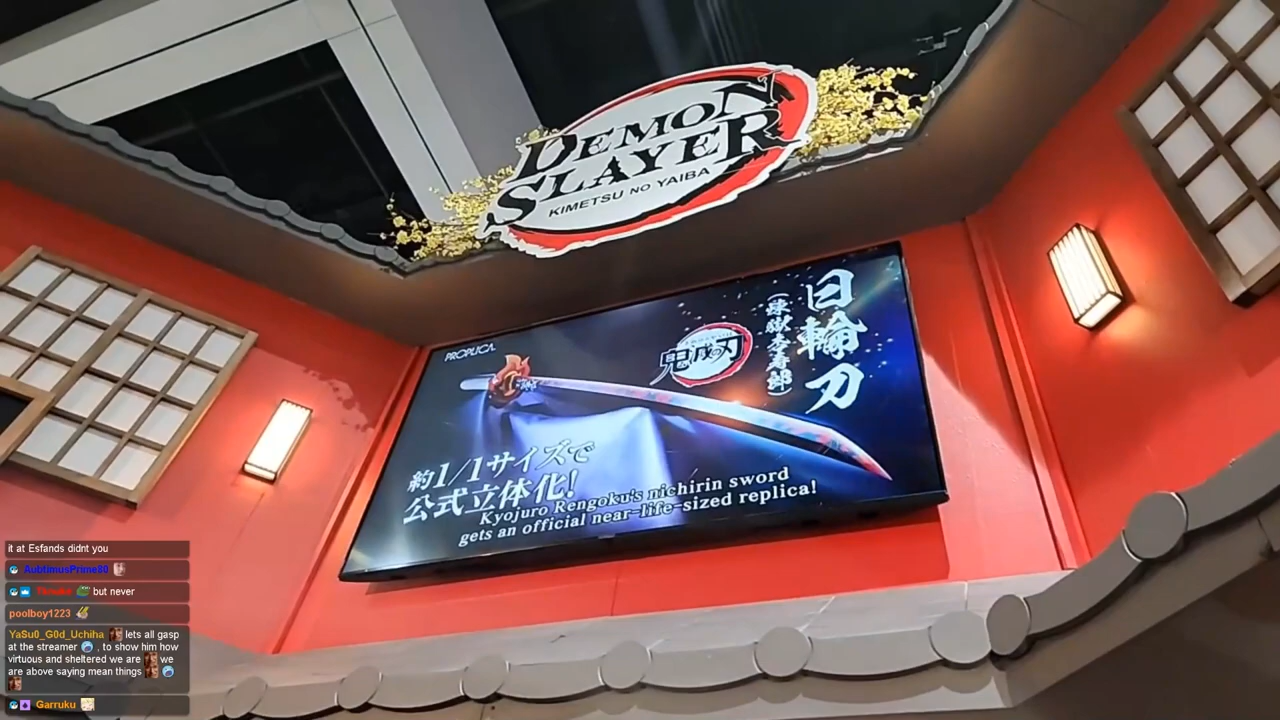 DEMON
SLAYER
KIMETSU NO YAIBA
PROPLICA
鬼滅の刃
日輪刀
(煉獄杏寿郎)
約1/1サイズで
公式立体化!
Kyojuro Rengoku's nichirin sword
gets an official near-life-sized replica!
it at Esfands didnt you
AubtimusPrime80
but never
poolboy1223
YaSu0_G0d_Uchiha lets all gasp
at the streamer , to show him how
virtuous and sheltered we are we
are above saying mean things
Garruku